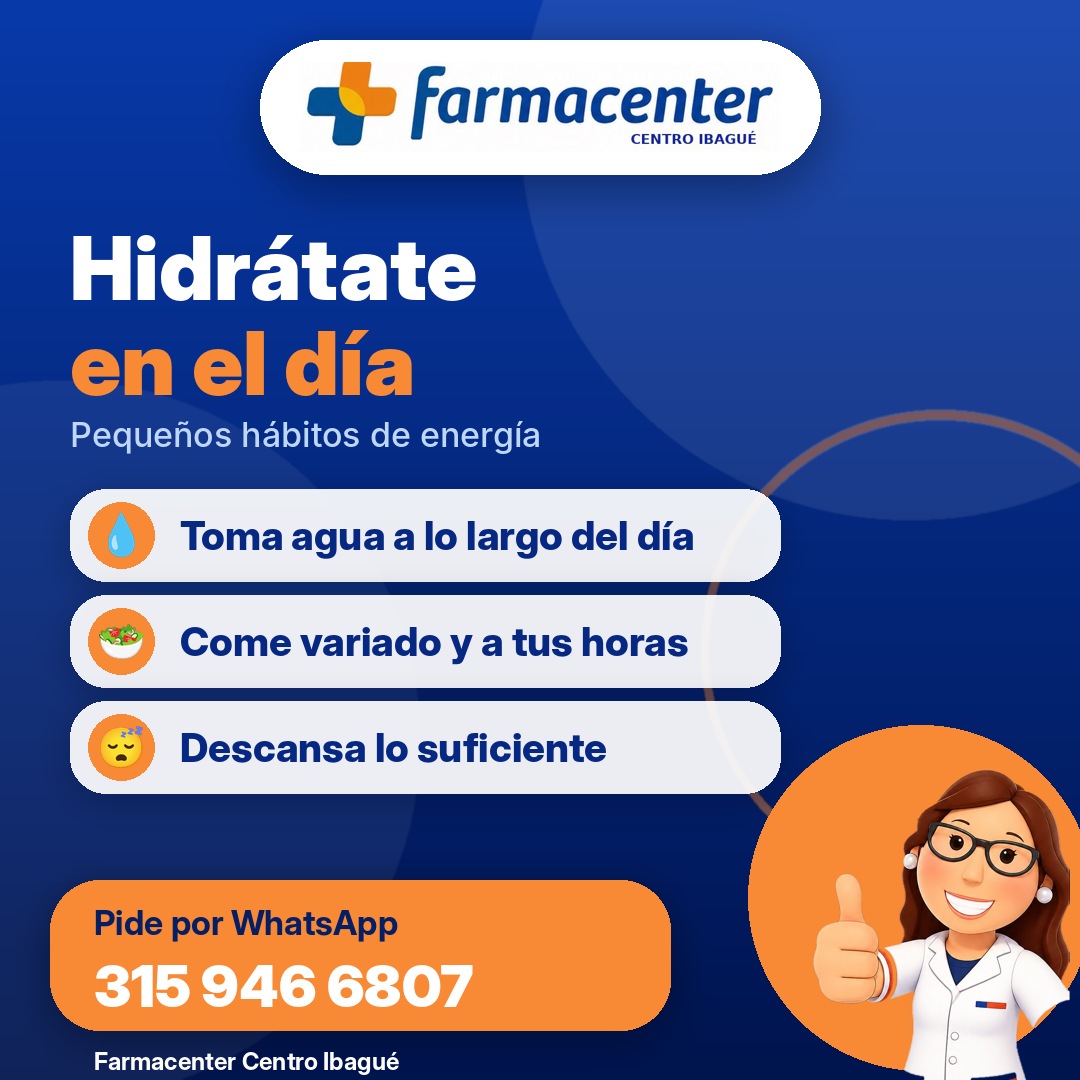 farmacenter
CENTRO IBAGUÉ
Hidrátate
en el día
Pequeños hábitos de energía
Toma agua a lo largo del día
Come variado y a tus horas
Descansa lo suficiente
Pide por WhatsApp
315 946 6807
Farmacenter Centro Ibagué